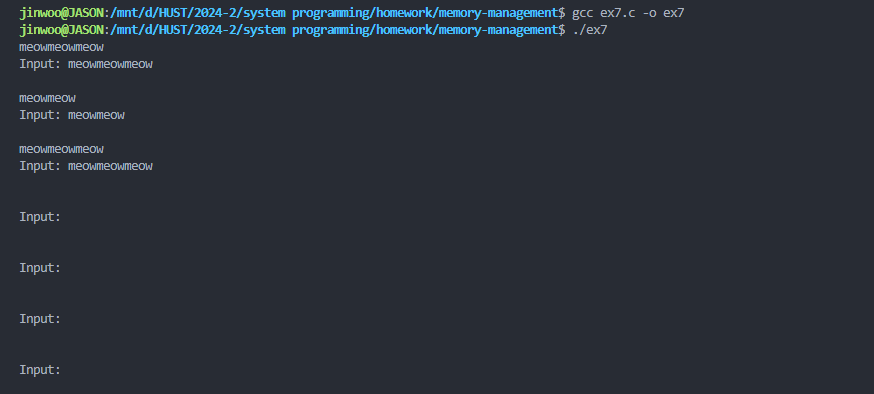 jinwoo@JASON:/mnt/d/HUST/2024-2/system programming/homework/memory-management$ gcc ex7.c -o ex7
jinwoo@JASON:/mnt/d/HUST/2024-2/system programming/homework/memory-management$ ./ex7
meowmeowmeow
Input: meowmeowmeow
meowmeow
Input: meowmeow
meowmeowmeow
Input: meowmeowmeow
Input:
Input:
Input:
Input: